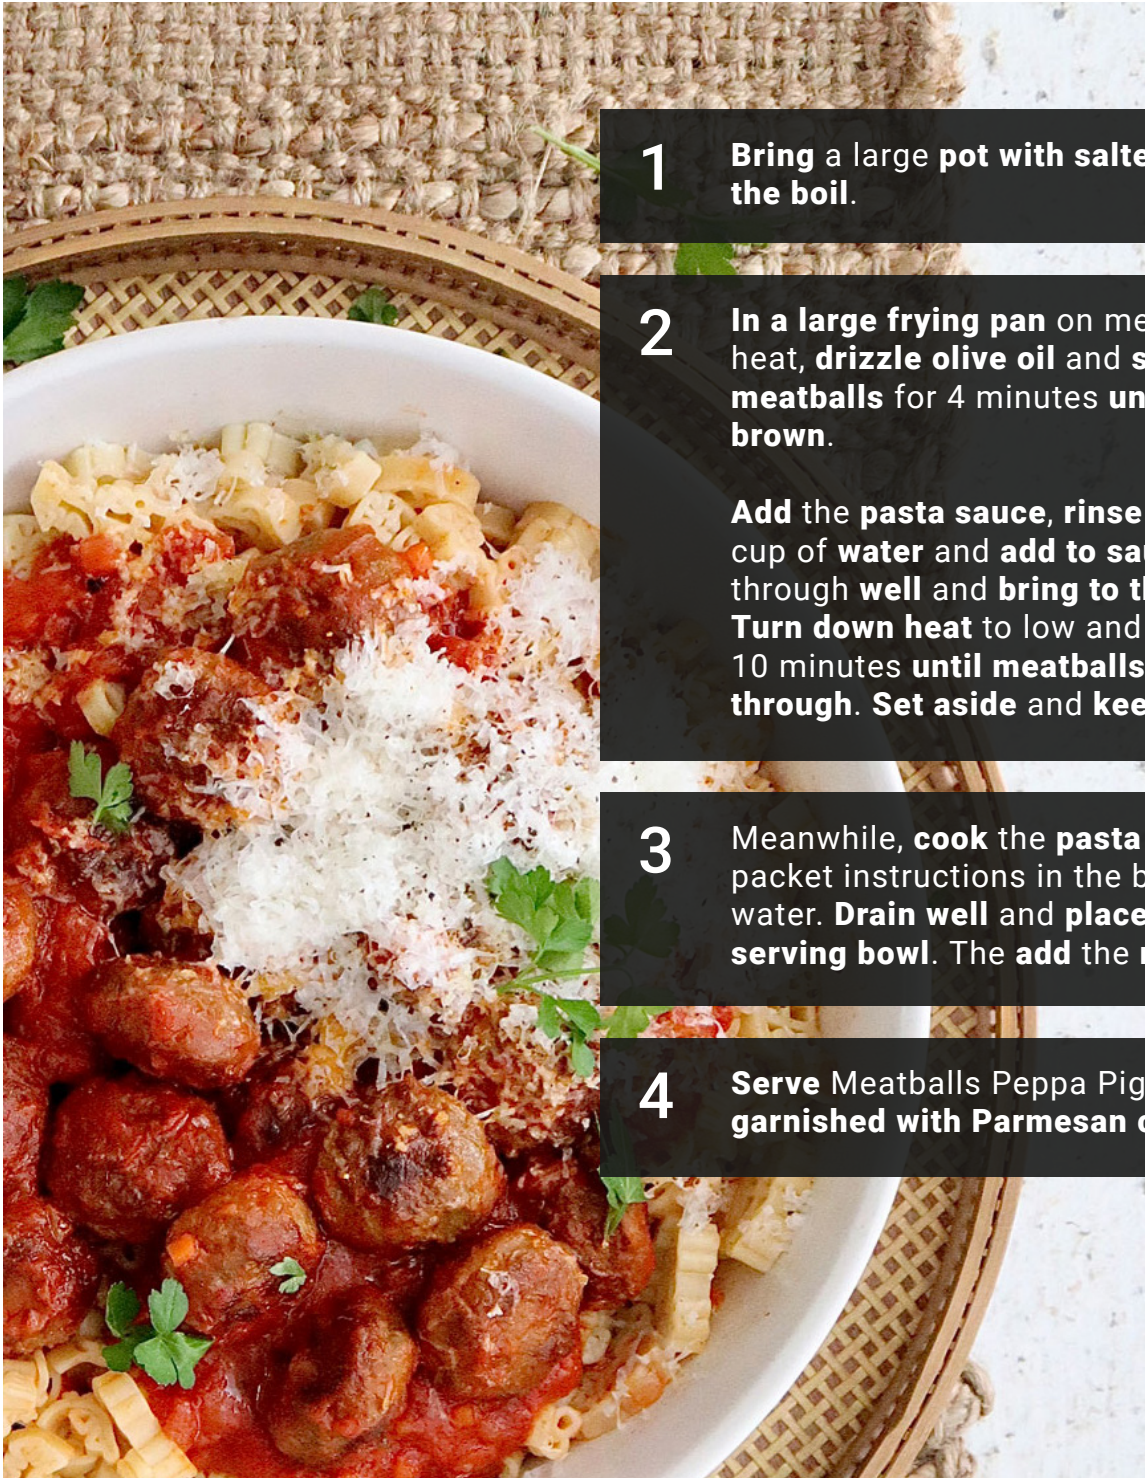 1
Bring a large pot with salte
the boil.
2
In a large frying pan on me
heat, drizzle olive oil and s
meatballs for 4 minutes un
brown.
Add the pasta sauce, rinse
cup of water and add to sau
through well and bring to th
Turn down heat to low and
10 minutes until meatballs
through. Set aside and kee
3
Meanwhile, cook the pasta
packet instructions in the b
water. Drain well and place
serving bowl. The add the
4
Serve Meatballs Peppa Pig
garnished with Parmesan